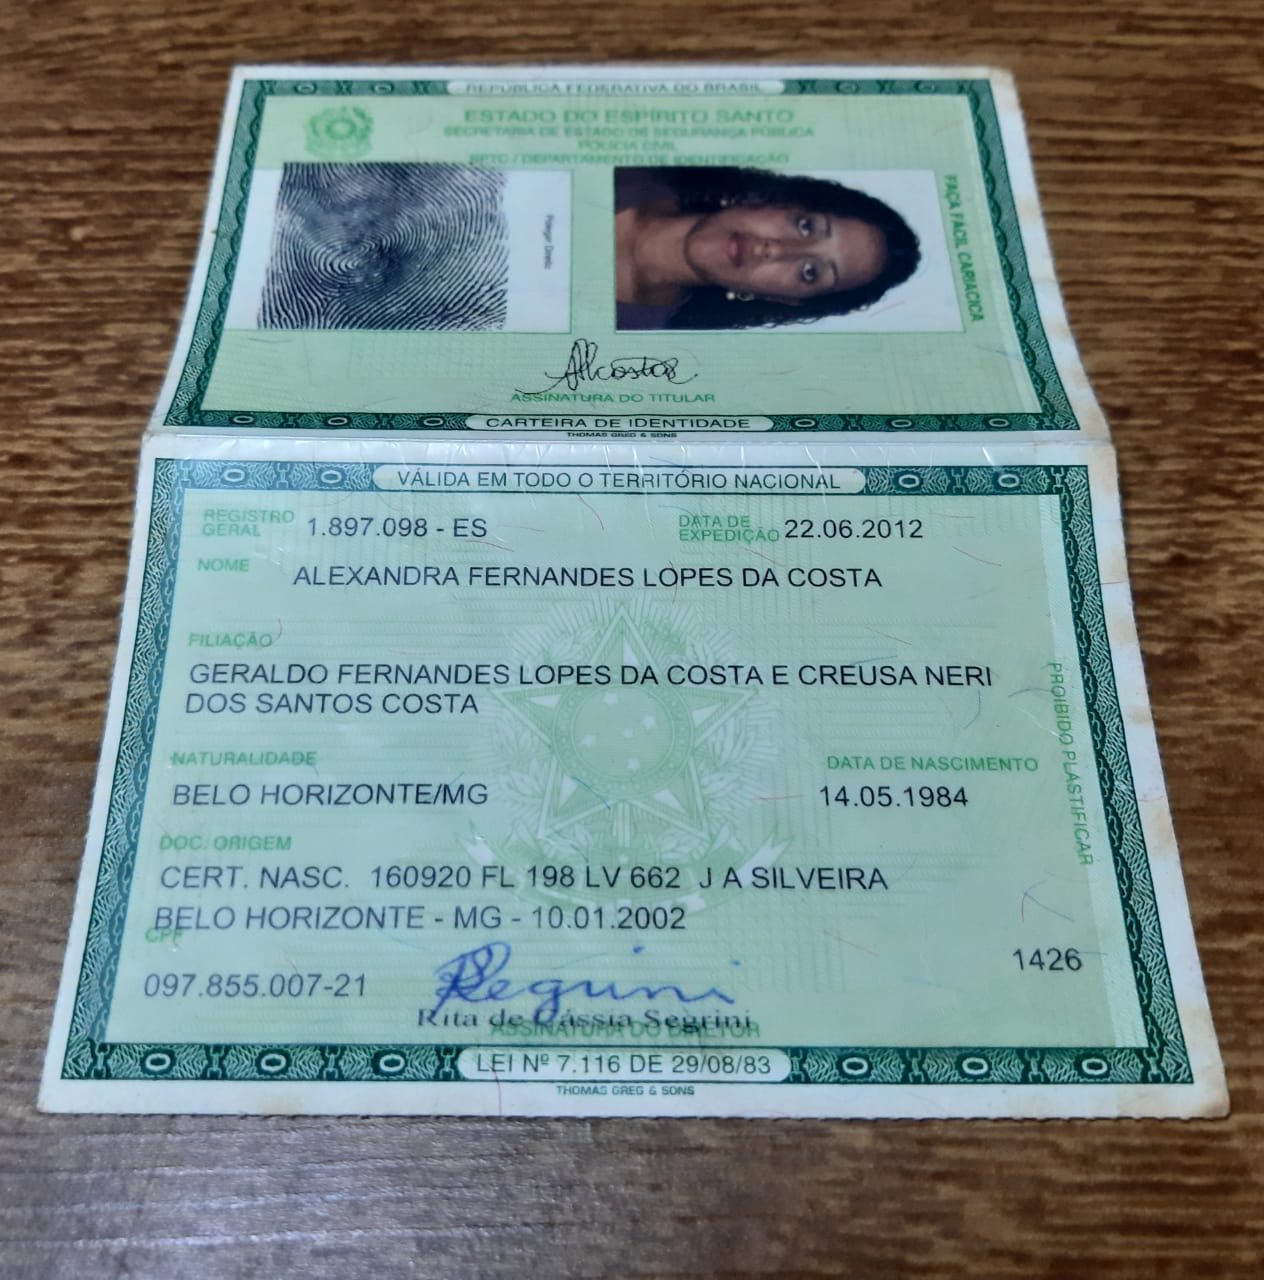 REPÚBLICA FEDERATIVA DO BRASIL
ESTADO DO ESPÍRITO SANTO
SECRETARIA DE ESTADO DE SEGURANÇA PÚBLICA
POLÍCIA CIVIL
SPTC / DEPARTAMENTO DE IDENTIFICAÇÃO
Polegar Direito
FAÇA FÁCIL CARIACICA
ASSINATURA DO TITULAR
CARTEIRA DE IDENTIDADE
THOMAS GREG & SONS
VÁLIDA EM TODO O TERRITÓRIO NACIONAL
REGISTRO GERAL 1.897.098 - ES DATA DE EXPEDIÇÃO 22.06.2012
NOME
ALEXANDRA FERNANDES LOPES DA COSTA
FILIAÇÃO
GERALDO FERNANDES LOPES DA COSTA E CREUSA NERI
DOS SANTOS COSTA
PROIBIDO PLASTIFICAR
NATURALIDADE DATA DE NASCIMENTO
BELO HORIZONTE/MG 14.05.1984
DOC. ORIGEM
CERT. NASC. 160920 FL 198 LV 662 J A SILVEIRA
BELO HORIZONTE - MG - 10.01.2002
CPF
1426
097.855.007-21
Rita de Cássia Segrini
ASSINATURA DO DIRETOR
LEI Nº 7.116 DE 29/08/83
THOMAS GREG & SONS